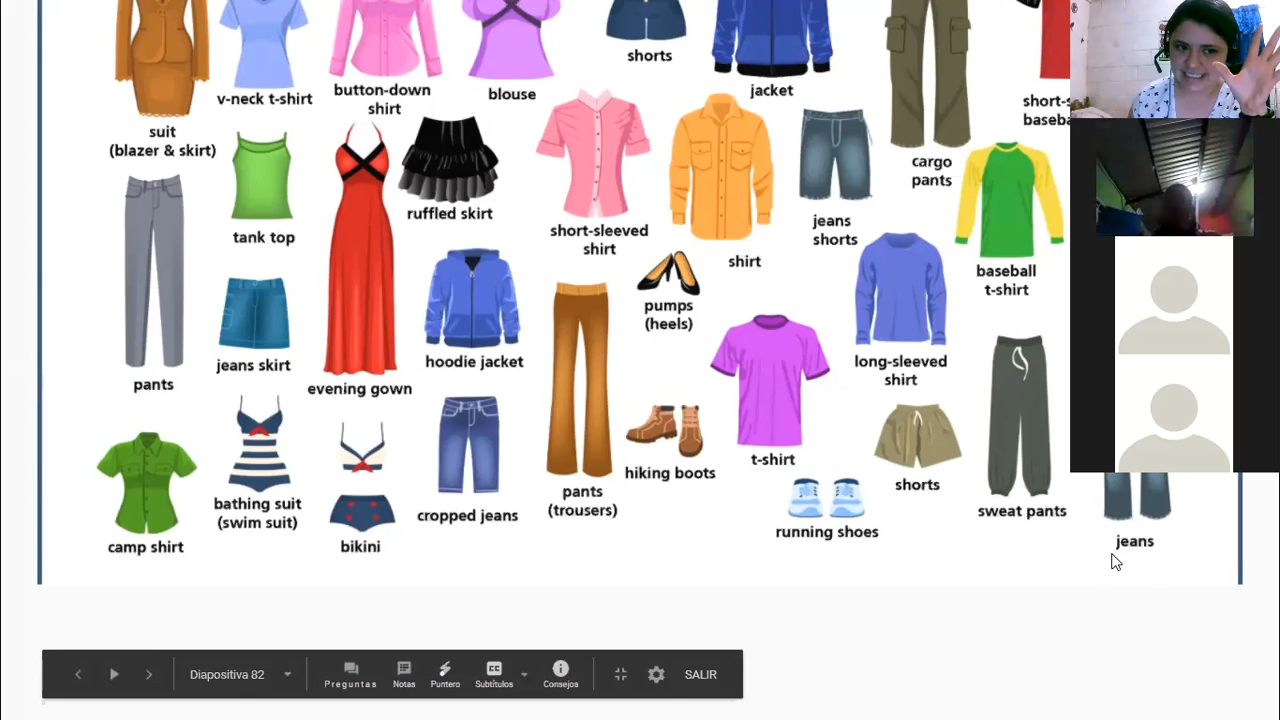 shorts
v-neck t-shirt
button-down
shirt
blouse
jacket
short-s
baseba
suit
(blazer & skirt)
cargo
pants
ruffled skirt
tank top
short-sleeved
shirt
jeans
shorts
shirt
baseball
t-shirt
pumps
(heels)
pants
jeans skirt
evening gown
hoodie jacket
long-sleeved
shirt
t-shirt
hiking boots
shorts
pants
(trousers)
bathing suit
(swim suit)
cropped jeans
running shoes
sweat pants
camp shirt
bikini
jeans
Diapositiva 82
Preguntas
Notas
Puntero
CC
Subtítulos
Consejos
SALIR